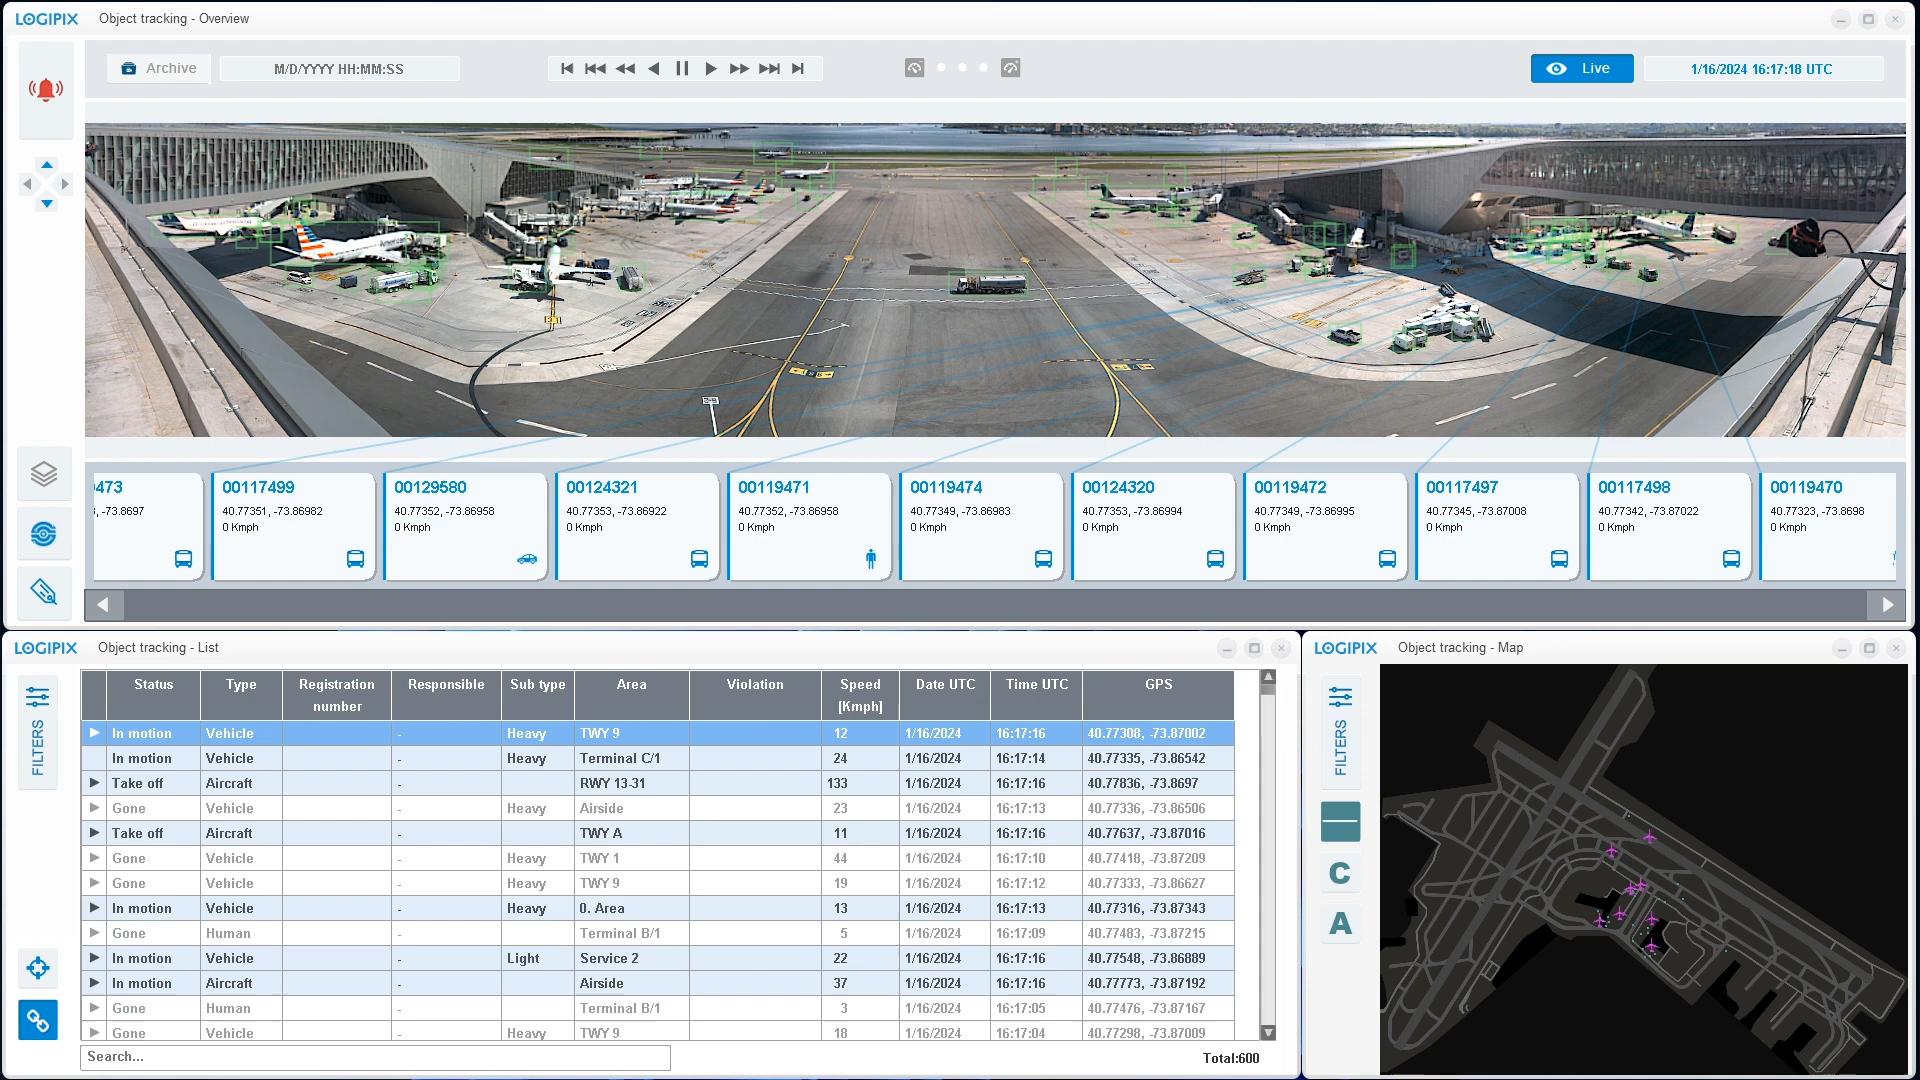 LOGIPIX Object tracking - Overview
Archive M/D/YYYY HH:MM:SS Live 1/16/2024 16:17:18 UTC
American
473 00117499 00129580 00124321 00119471 00119474 00124320 00119472 00117497 00117498 00119470
, -73.8697 40.77351, -73.86982 40.77352, -73.86958 40.77353, -73.86922 40.77352, -73.86958 40.77349, -73.86983 40.77353, -73.86994 40.77349, -73.86995 40.77345, -73.87008 40.77342, -73.87022 40.77323, -73.8698
0 Kmph 0 Kmph 0 Kmph 0 Kmph 0 Kmph 0 Kmph 0 Kmph 0 Kmph 0 Kmph 0 Kmph
LOGIPIX Object tracking - List
FILTERS
Status Type Registration number Responsible Sub type Area Violation Speed [Kmph] Date UTC Time UTC GPS
In motion Vehicle - Heavy TWY 9 12 1/16/2024 16:17:16 40.77308, -73.87002
In motion Vehicle - Heavy Terminal C/1 24 1/16/2024 16:17:14 40.77335, -73.86542
Take off Aircraft - RWY 13-31 133 1/16/2024 16:17:16 40.77836, -73.8697
Gone Vehicle - Heavy Airside 23 1/16/2024 16:17:13 40.77336, -73.86506
Take off Aircraft - TWY A 11 1/16/2024 16:17:16 40.77637, -73.87016
Gone Vehicle - Heavy TWY 1 44 1/16/2024 16:17:10 40.77418, -73.87209
Gone Vehicle - Heavy TWY 9 19 1/16/2024 16:17:12 40.77333, -73.86627
In motion Vehicle - Heavy 0. Area 13 1/16/2024 16:17:13 40.77316, -73.87343
Gone Human - Terminal B/1 5 1/16/2024 16:17:09 40.77483, -73.87215
In motion Vehicle - Light Service 2 22 1/16/2024 16:17:16 40.77548, -73.86889
In motion Aircraft - Airside 37 1/16/2024 16:17:16 40.77773, -73.87192
Gone Human - Terminal B/1 3 1/16/2024 16:17:05 40.77476, -73.87167
Gone Vehicle - Heavy TWY 9 18 1/16/2024 16:17:04 40.77298, -73.87009
Search...
Total:600
LOGIPIX Object tracking - Map
FILTERS
C
A